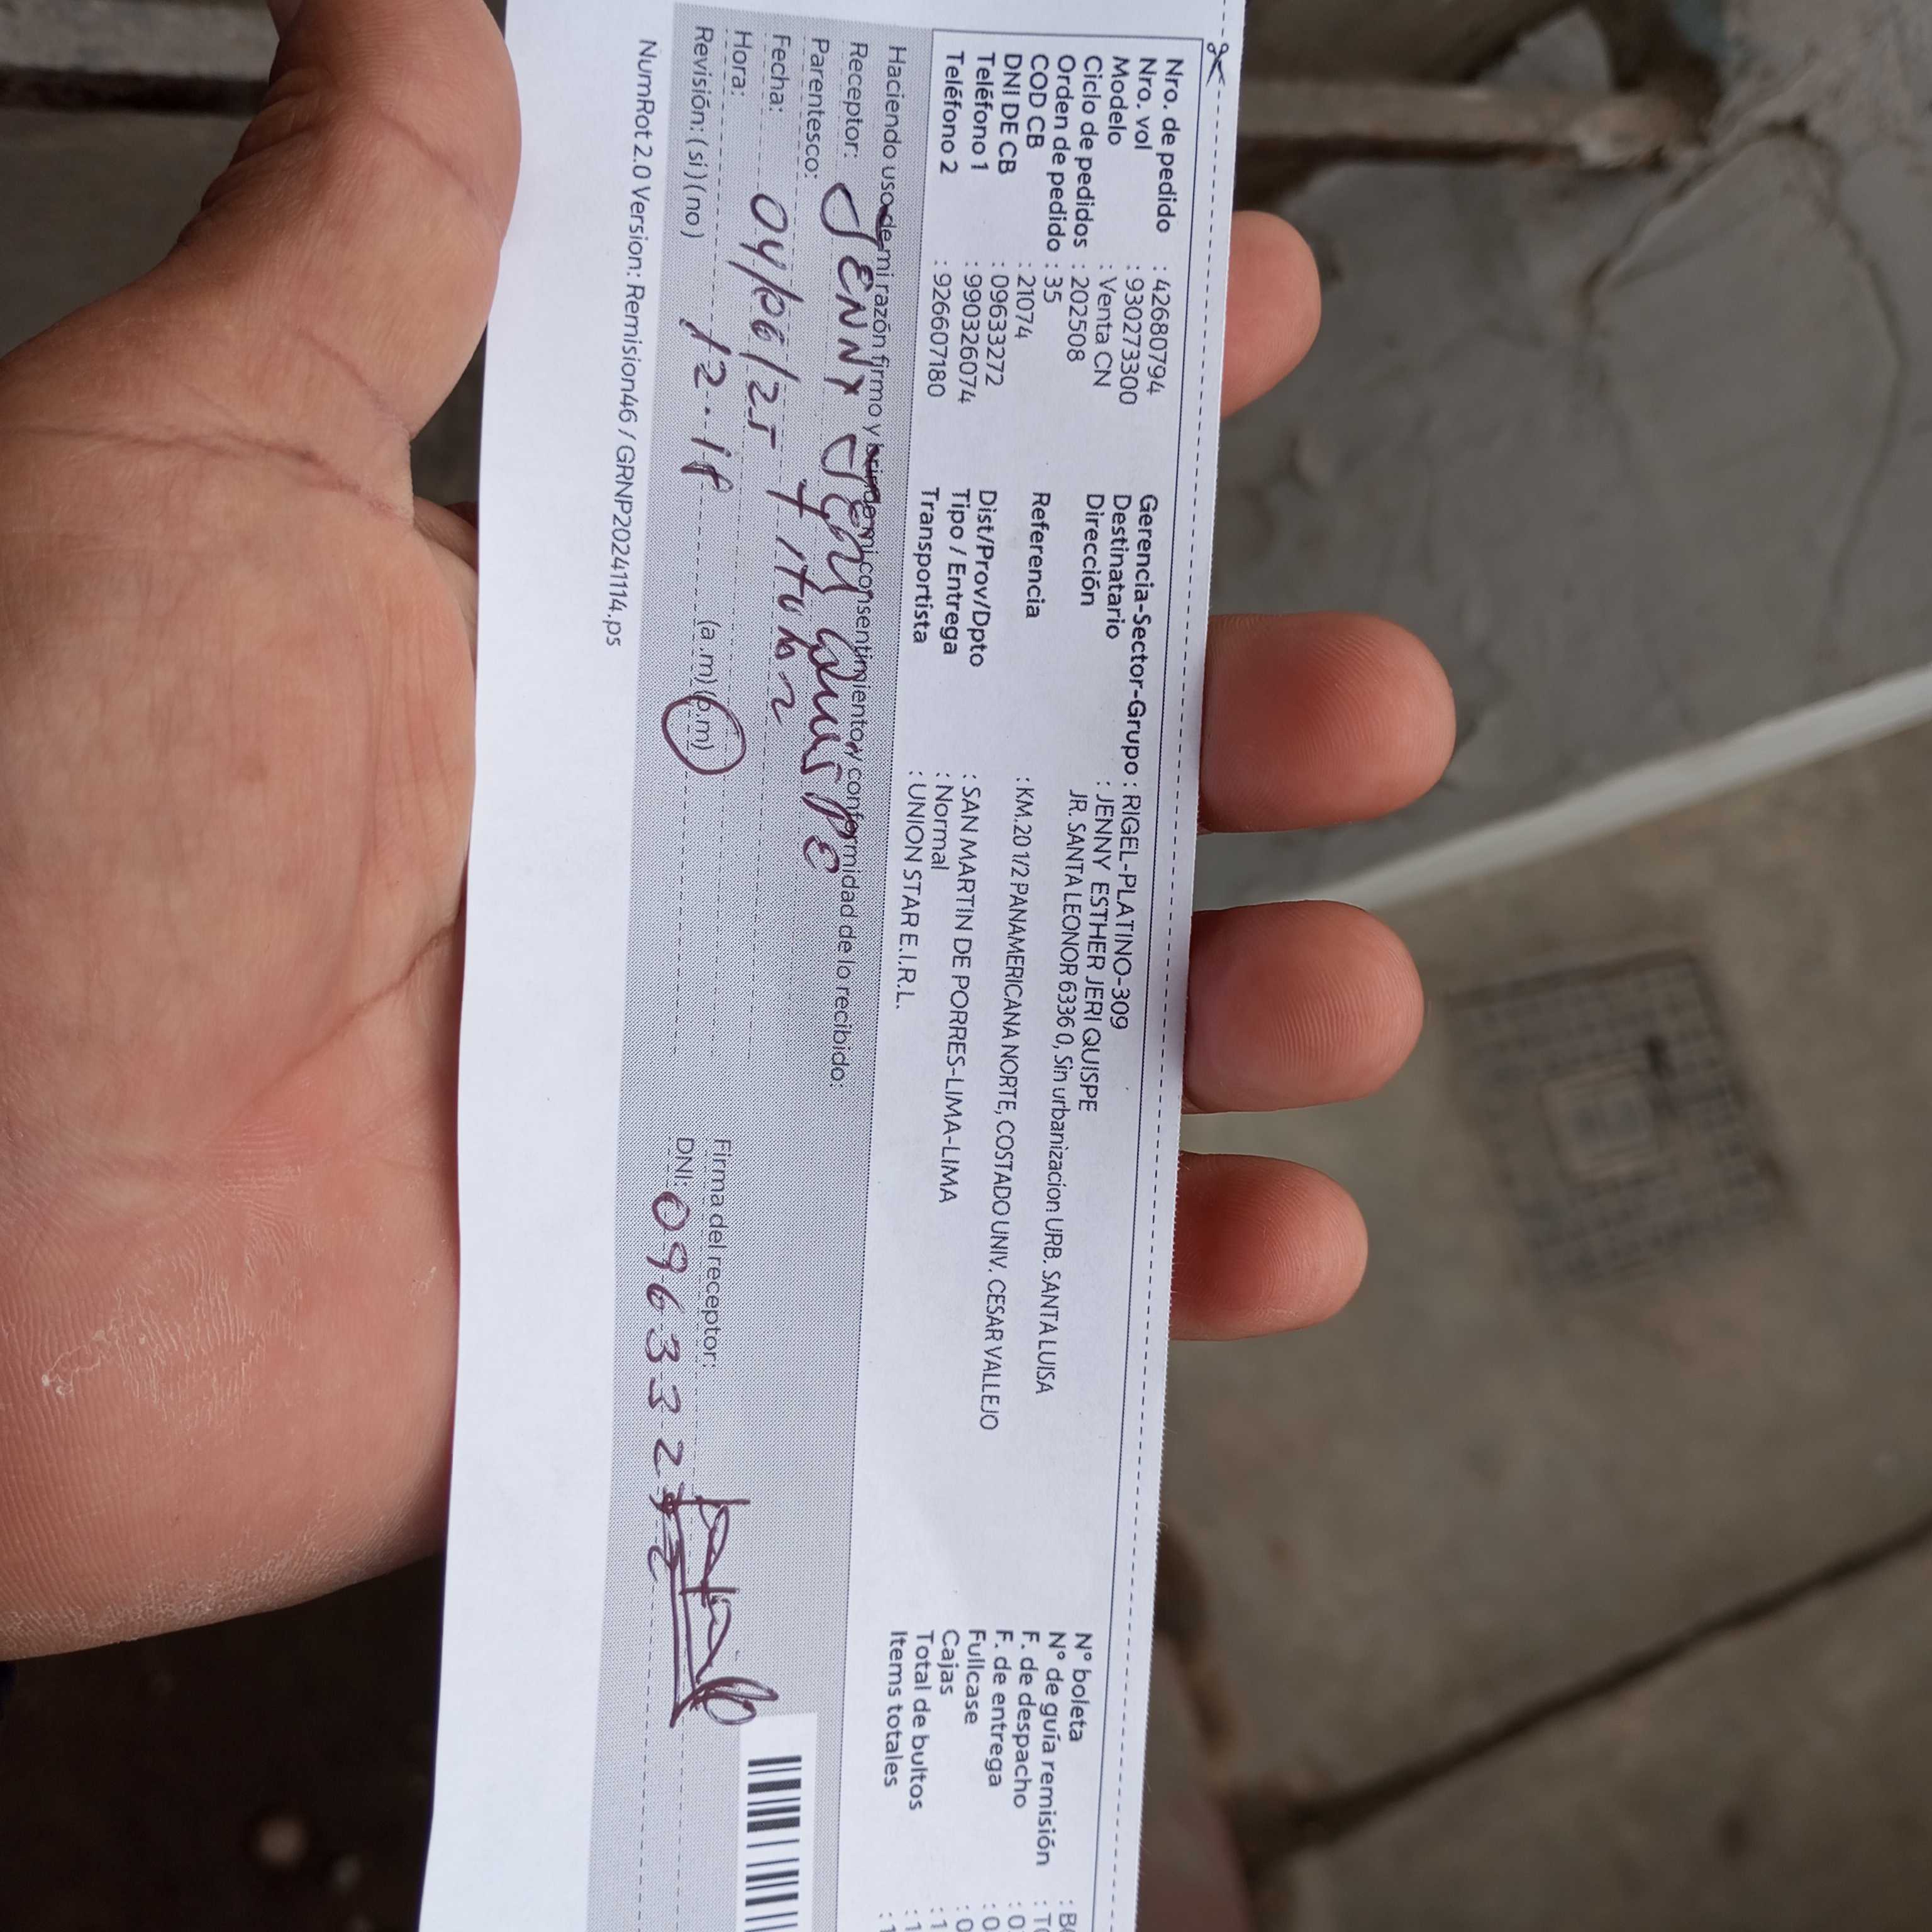 Nro. de pedido : 42680794
Nro. vol : 930273300
Modelo : Venta CN
Ciclo de pedidos : 202508
Orden de pedido : 35
COD CB : 21074
DNI DE CB : 09633272
Teléfono 1 : 990326074
Teléfono 2 : 926607180
Gerencia-Sector-Grupo : RIGEL-PLATINO-309
Destinatario : JENNY ESTHER JERI QUISPE
Dirección JR. SANTA LEONOR 6336 0, Sin urbanizacion URB. SANTA LUISA
Referencia : KM.20 1/2 PANAMERICANA NORTE, COSTADO UNIV. CESAR VALLEJO
Dist/Prov/Dpto : SAN MARTIN DE PORRES-LIMA-LIMA
Tipo / Entrega : Normal
Transportista : UNION STAR E.I.R.L.
N° boleta
N° de guía remisión
F. de despacho
F. de entrega
Fullcase
Cajas
Total de bultos
Items totales
Haciendo uso de mi razón firmo y brindo mi consentimiento y conformidad de lo recibido:
Receptor: JENNY JERI QUISPE
Parentesco: titular
Fecha: 04/06/25
Hora: (a.m) (p.m)
Revisión: ( si ) ( no )
Firma del receptor:
DNI: 09633272
NumRot 2.0 Version: Remision46 / GRNP20241114.ps